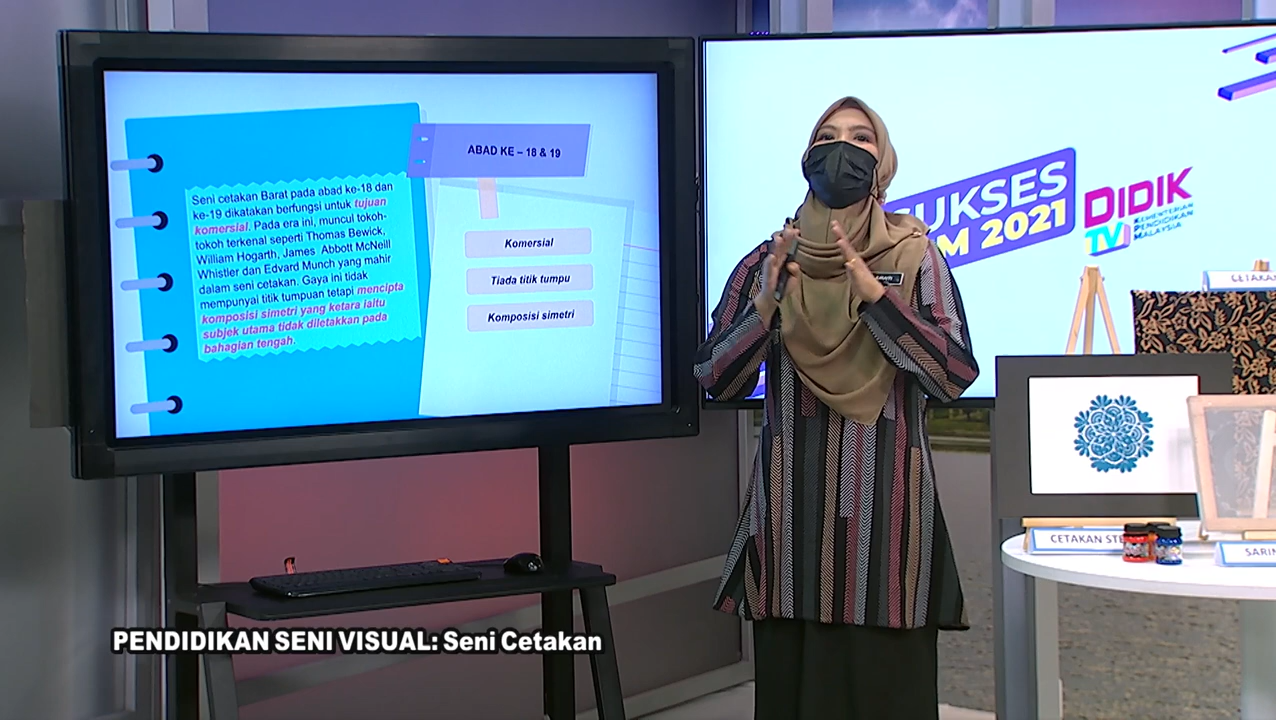 ABAD KE – 18 & 19
Seni cetakan Barat pada abad ke-18 dan
ke-19 dikatakan berfungsi untuk tujuan
komersial. Pada era ini, muncul tokoh-
tokoh terkenal seperti Thomas Bewick,
William Hogarth, James Abbott McNeill
Whistler dan Edvard Munch yang mahir
dalam seni cetakan. Gaya ini tidak
mempunyai titik tumpuan tetapi mencipta
komposisi simetri yang ketara iaitu
subjek utama tidak diletakkan pada
bahagian tengah.
Komersial
Tiada titik tumpu
Komposisi simetri
SUKSES
M 2021
DIDIK
TV
KEMENTERIAN
PENDIDIKAN
MALAYSIA
CETAKAN
CETAKAN STE
SARIN
PENDIDIKAN SENI VISUAL: Seni Cetakan